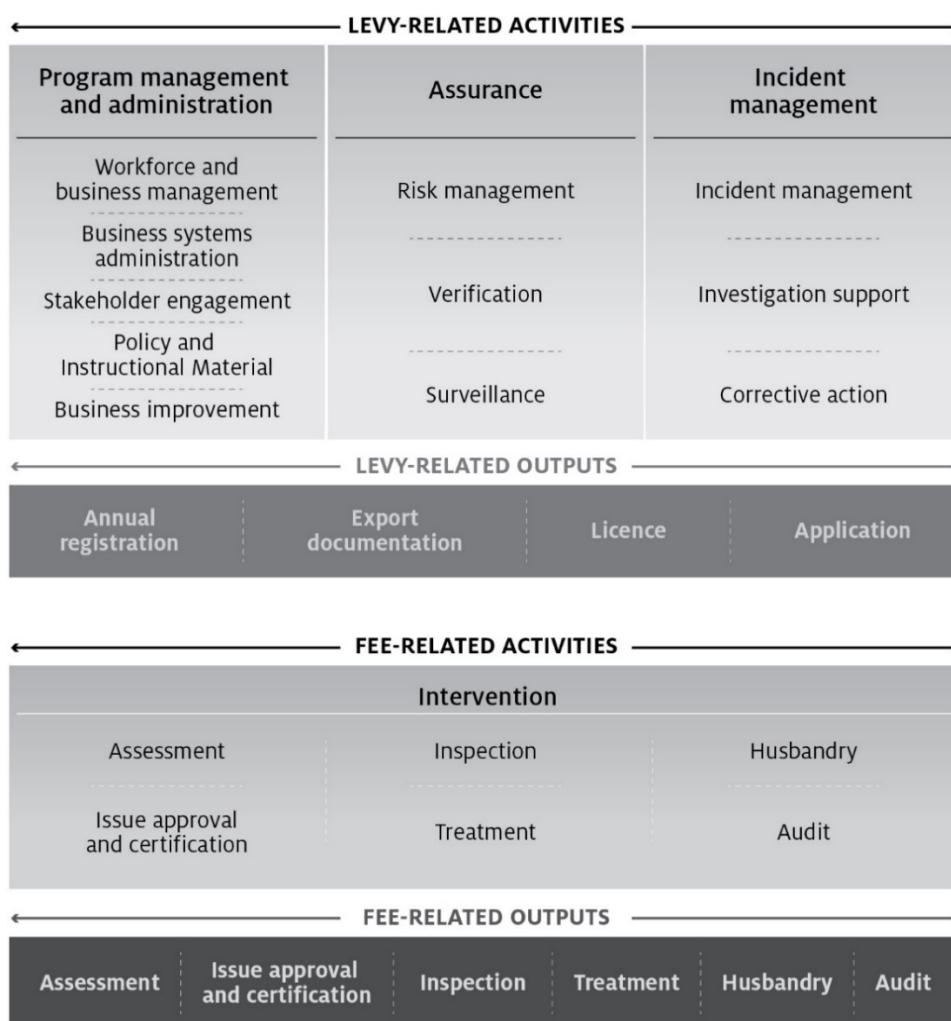 LEVY-RELATED ACTIVITIES
Program management
and administration
Workforce and
business management
Business systems
administration
Stakeholder engagement
Policy and
Instructional Material
Business improvement
Assurance
Risk management
Verification
Surveillance
Incident
management
Incident management
Investigation support
Corrective action
LEVY-RELATED OUTPUTS
Annual
registration
Export
documentation
Licence
Application
FEE-RELATED ACTIVITIES
Intervention
Assessment
Issue approval
and certification
Inspection
Treatment
Husbandry
Audit
FEE-RELATED OUTPUTS
Assessment
Issue approval
and certification
Inspection
Treatment
Husbandry
Audit